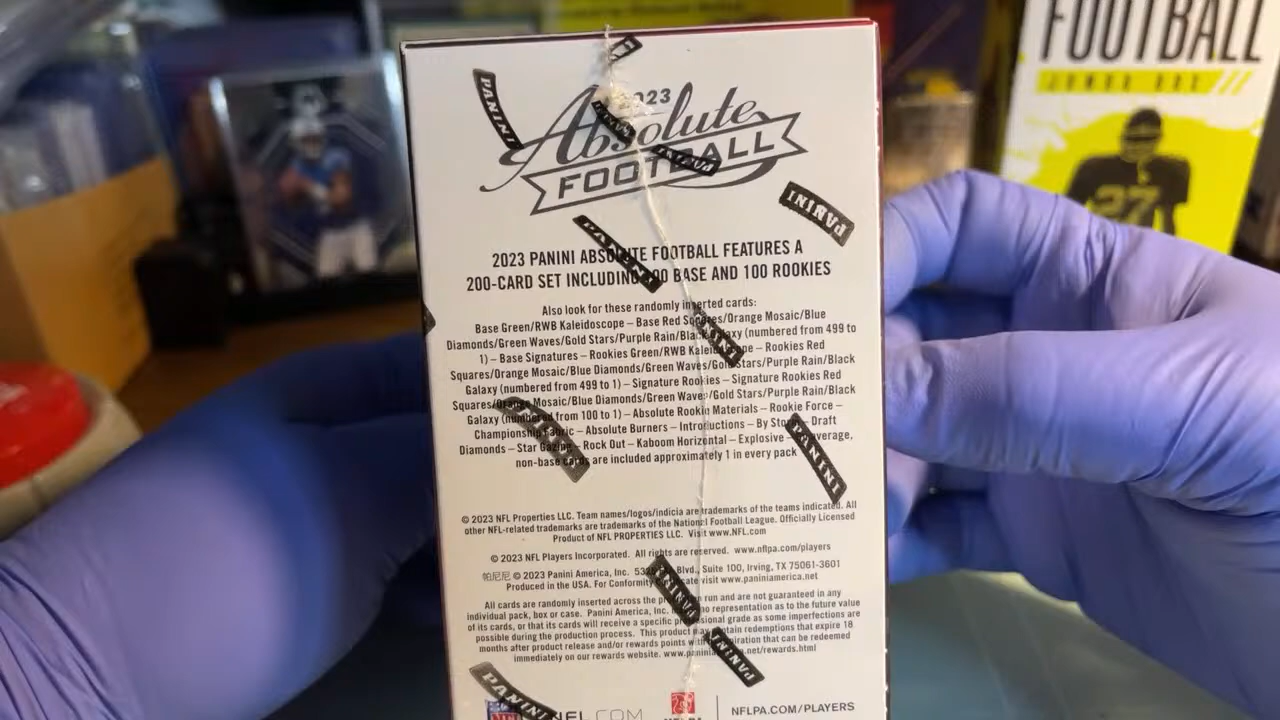 FOOTBALL
2023
Absolute
FOOTBALL
PANINI
PANINI
PANINI
PANINI
2023 PANINI ABSOLUTE FOOTBALL FEATURES A
200-CARD SET INCLUDING 100 BASE AND 100 ROOKIES
Also look for these randomly inserted cards:
Base Green/RWB Kaleidoscope – Base Red Squares/Orange Mosaic/Blue
Diamonds/Green Waves/Gold Stars/Purple Rain/Black Galaxy (numbered from 499 to
1) – Base Signatures – Rookies Green/RWB Kaleidoscope – Rookies Red
Squares/Orange Mosaic/Blue Diamonds/Green Waves/Gold Stars/Purple Rain/Black
Galaxy (numbered from 499 to 1) – Signature Rookies – Signature Rookies Red
Squares/Orange Mosaic/Blue Diamonds/Green Waves/Gold Stars/Purple Rain/Black
Galaxy (numbered from 100 to 1) – Absolute Rookie Materials – Rookie Force –
Championship Fabric – Absolute Burners – Introductions – By Storm – Draft
Diamonds – Star Gazing – Rock Out – Kaboom Horizontal – Explosive – average,
non-base cards are included approximately 1 in every pack
PANINI
© 2023 NFL Properties LLC. Team names/logos/indicia are trademarks of the teams indicated. All
other NFL-related trademarks are trademarks of the National Football League. Officially Licensed
Product of NFL PROPERTIES LLC. Visit www.NFL.com
© 2023 NFL Players Incorporated. All rights are reserved. www.nflpa.com/players
帕尼尼 © 2023 Panini America, Inc. Blvd., Suite 100, Irving, TX 75061-3601
Produced in the USA. For Conformity Certificate visit www.paniniamerica.net
All cards are randomly inserted across the production run and are not guaranteed in any
individual pack, box or case. Panini America, Inc. makes no representation as to the future value
of its cards, or that its cards will receive a specific professional grade as some imperfections are
possible during the production process. This product may contain redemptions that expire 18
months after product release and/or rewards points with expiration that can be redeemed
immediately on our rewards website. www.paniniamerica.net/rewards.html
PANINI
PANINI
PANINI
NFL
NFL.COM
NFLPA
NFLPA.COM/PLAYERS
27